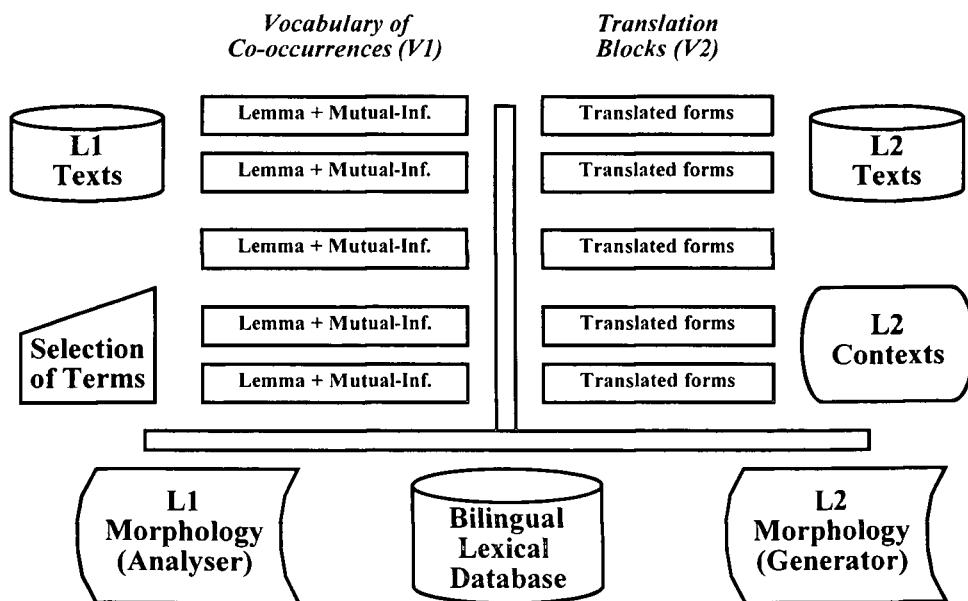 Vocabulary of
Co-occurrences (V1)
Translation
Blocks (V2)
L1
Texts
Lemma + Mutual-Inf.
Translated forms
L2
Texts
Lemma + Mutual-Inf.
Translated forms
Lemma + Mutual-Inf.
Translated forms
Selection
of Terms
Lemma + Mutual-Inf.
Translated forms
L2
Contexts
Lemma + Mutual-Inf.
Translated forms
L1
Morphology
(Analyser)
Bilingual
Lexical
Database
L2
Morphology
(Generator)